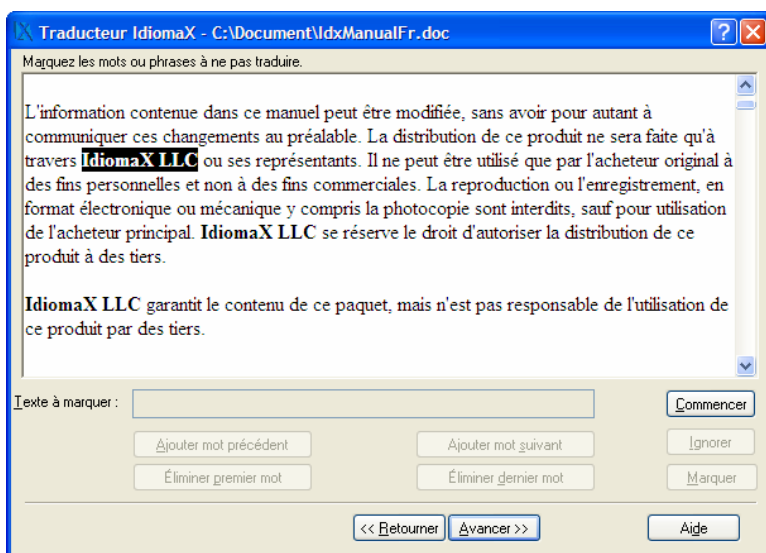 Traducteur IdiomaX - C:\Document\IdxManualFr.doc
Marquez les mots ou phrases à ne pas traduire.
L'information contenue dans ce manuel peut être modifiée, sans avoir pour autant à
communiquer ces changements au préalable. La distribution de ce produit ne sera faite qu'à
travers IdiomaX LLC ou ses représentants. Il ne peut être utilisé que par l'acheteur original à
des fins personnelles et non à des fins commerciales. La reproduction ou l'enregistrement, en
format électronique ou mécanique y compris la photocopie sont interdits, sauf pour utilisation
de l'acheteur principal. IdiomaX LLC se réserve le droit d'autoriser la distribution de ce
produit à des tiers.
IdiomaX LLC garantit le contenu de ce paquet, mais n'est pas responsable de l'utilisation de
ce produit par des tiers.
Texte à marquer :
Commencer
Ajouter mot précédent
Ajouter mot suivant
Ignorer
Éliminer premier mot
Éliminer dernier mot
Marquer
<< Retourner
Avancer >>
Aide